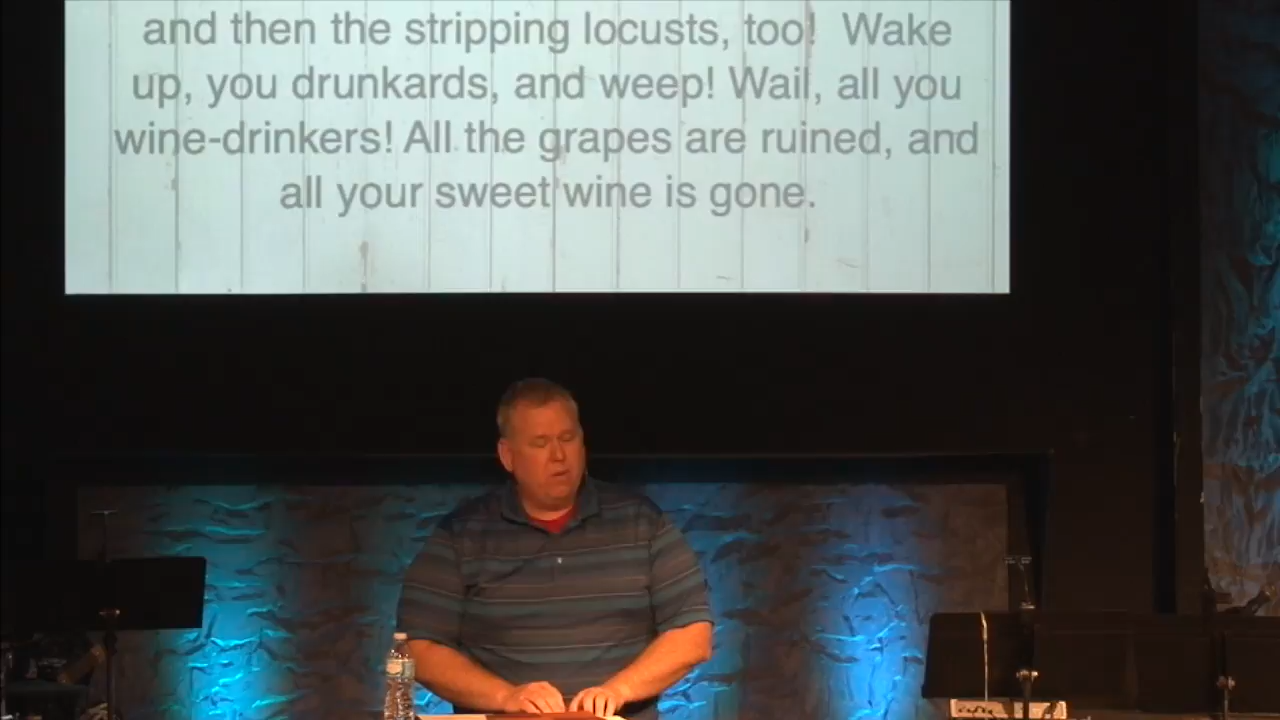 and then the stripping locusts, too!  Wake
up, you drunkards, and weep! Wail, all you
wine-drinkers! All the grapes are ruined, and
all your sweet wine is gone.